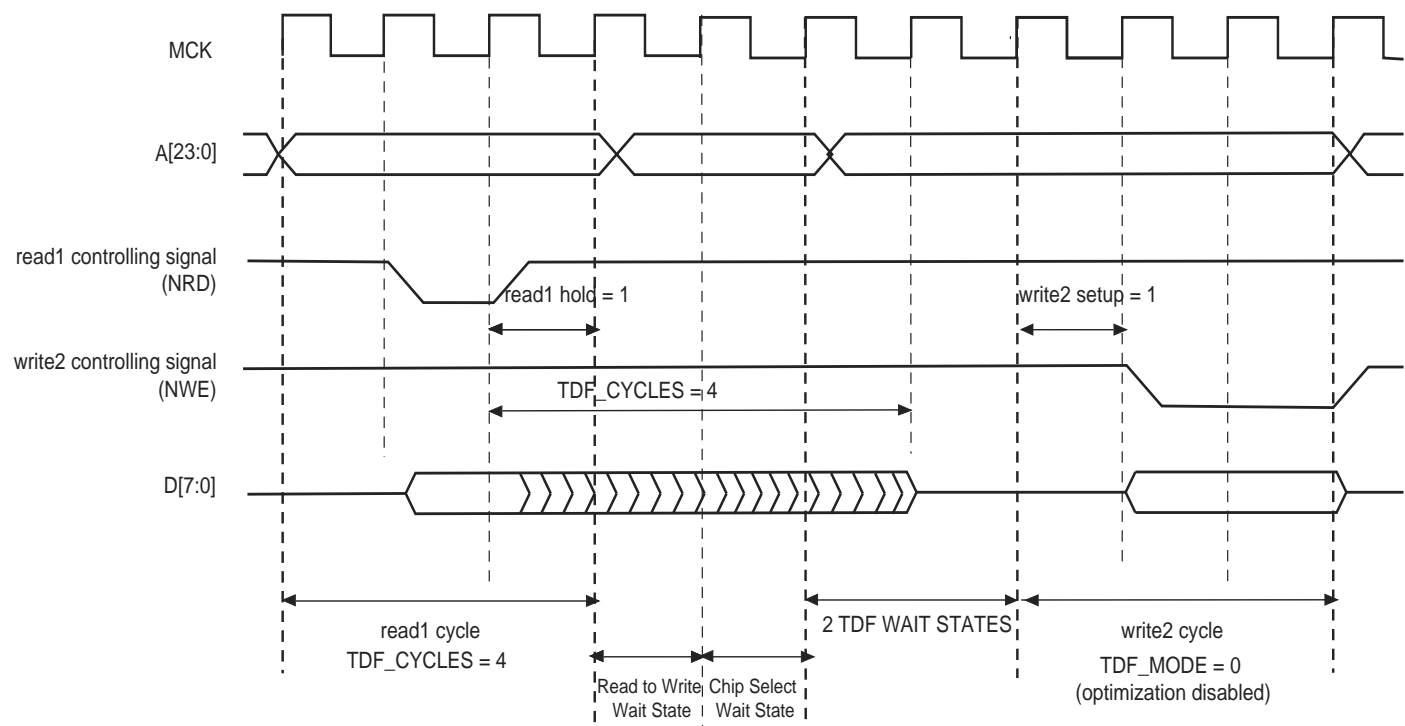 MCK
A[23:0]
read1 controlling signal
(NRD)
read1 hold = 1
write2 setup = 1
write2 controlling signal
(NWE)
TDF_CYCLES = 4
D[7:0]
2 TDF WAIT STATES
read1 cycle
TDF_CYCLES = 4
write2 cycle
TDF_MODE = 0
(optimization disabled)
Read to Write
Wait State
Chip Select
Wait State